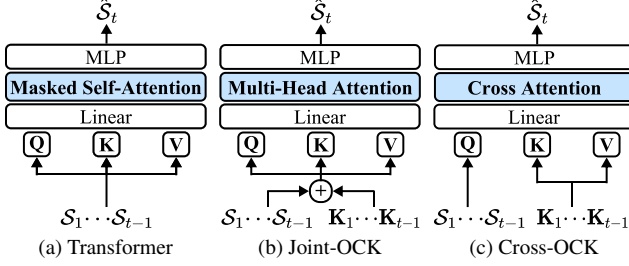 Ŝₜ Ŝₜ Ŝₜ
MLP MLP MLP
Masked Self-Attention Multi-Head Attention Cross Attention
Linear Linear Linear
Q K V Q K V Q K V
+
S₁⋯Sₜ₋₁ S₁⋯Sₜ₋₁ K₁⋯Kₜ₋₁ S₁⋯Sₜ₋₁ K₁⋯Kₜ₋₁
(a) Transformer (b) Joint-OCK (c) Cross-OCK